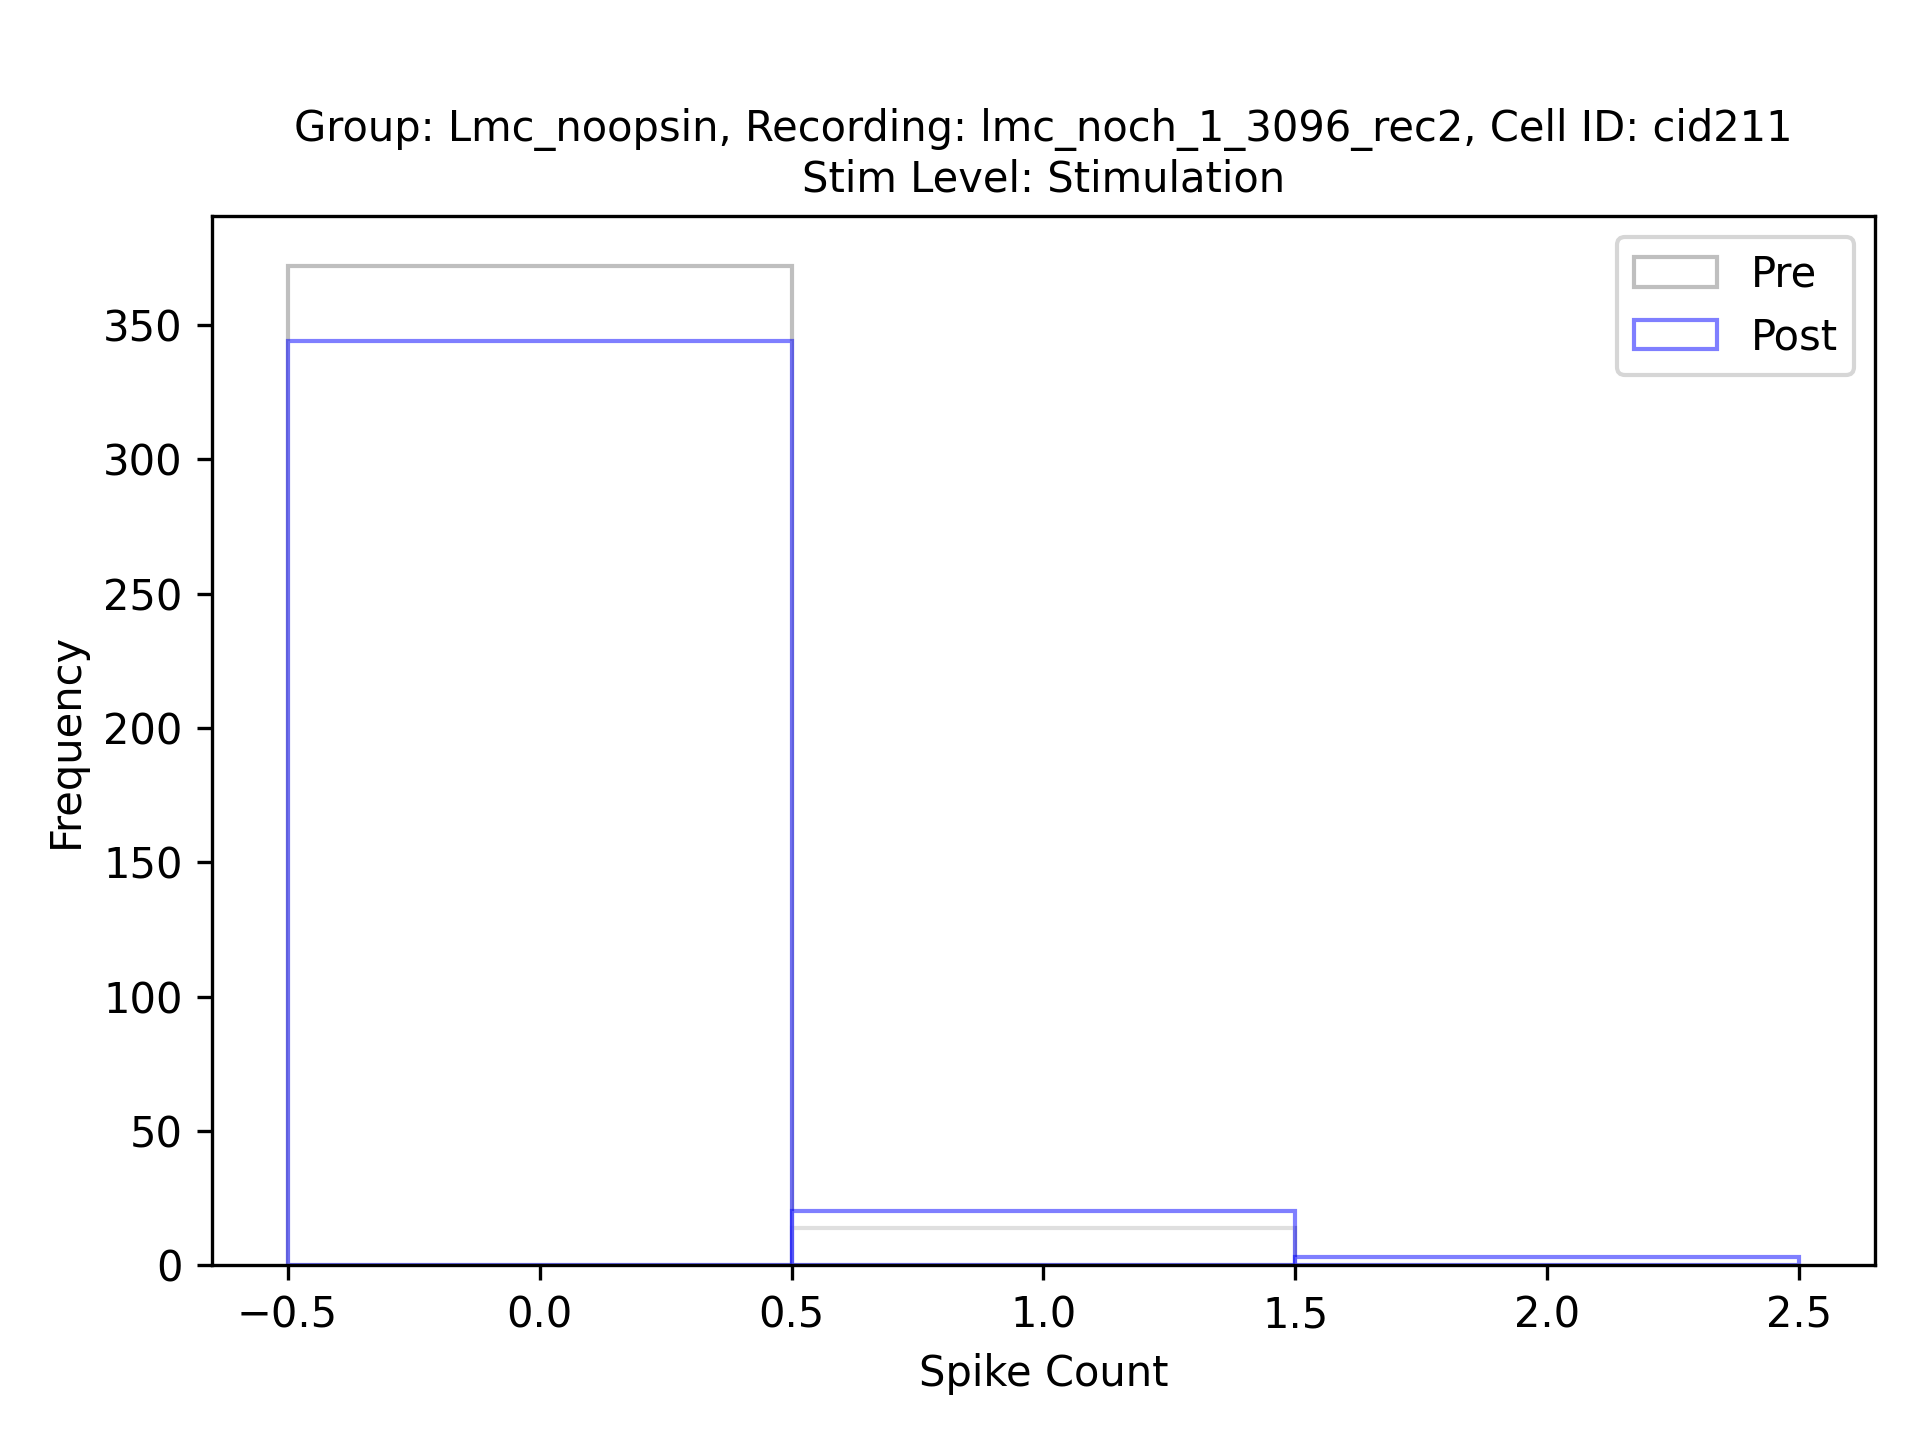 Group: Lmc_noopsin, Recording: lmc_noch_1_3096_rec2, Cell ID: cid211
Stim Level: Stimulation
Pre
Post
Frequency
350
300
250
200
150
100
50
0
−0.5 0.0 0.5 1.0 1.5 2.0 2.5
Spike Count